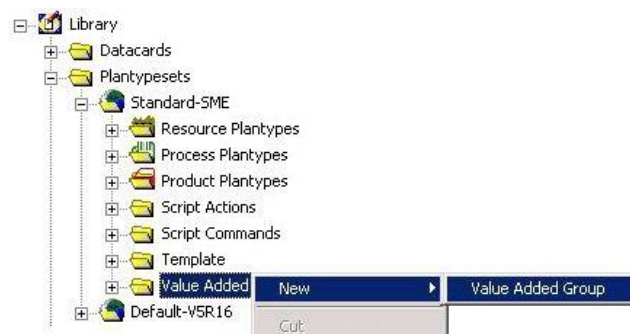 Library
Datacards
Plantypesets
Standard-SME
Resource Plantypes
Process Plantypes
Product Plantypes
Script Actions
Script Commands
Template
Value Added New Value Added Group
Default-V5R16
Cut